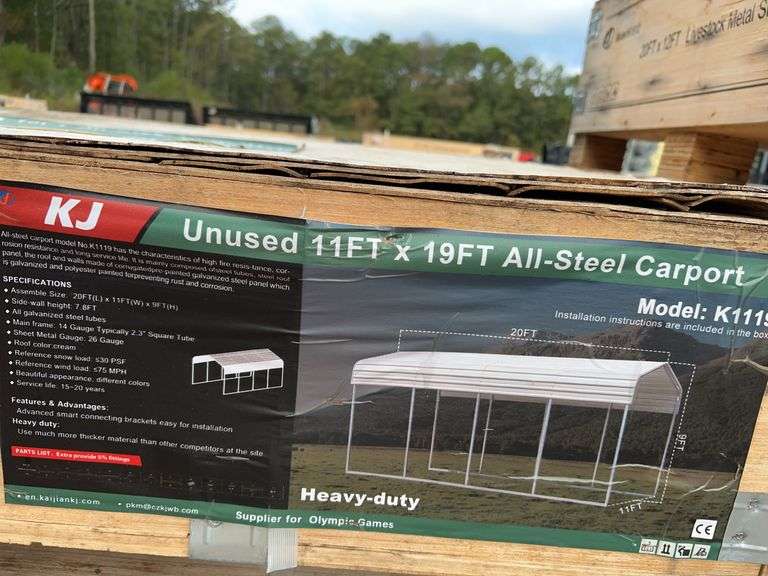 20FT x 12FT Livestock Metal S
KJ
Unused 11FT x 19FT All-Steel Carport
Model: K1119
Installation instructions are included in the box
All-steel carport model No K1119 has the characteristics of high fire resis-tance, cor-
rosion resistance and long service life. It is mainly composed of steel tubes, steel roof
panel, the roof and walls made of corrugated pre-painted galvanized steel panel which
is galvanized and polyester painted for preventing rust and corrosion.
SPECIFICATIONS
• Assemble Size: 20FT(L) x 11FT(W) x 9FT(H)
• Side-wall height: 7.8FT
• All galvanized steel tubes
• Main frame: 14 Gauge Typically 2.3" Square Tube
• Sheet Metal Gauge: 26 Gauge
• Roof color:cream
• Reference snow load: ≤30 PSF
• Reference wind load: ≤75 MPH
• Beautiful appearance, different colors
• Service life: 15~20 years
Features & Advantages:
Advanced smart connecting brackets easy for installation
Heavy duty:
Use much more thicker material than other competitors at the site
PARTS LIST: Extra provide 5% fittings
20FT
9FT
11FT
Heavy-duty
• en.kaijiankj.com • pkm@czkjwb.com
Supplier for Olympic Games
CE